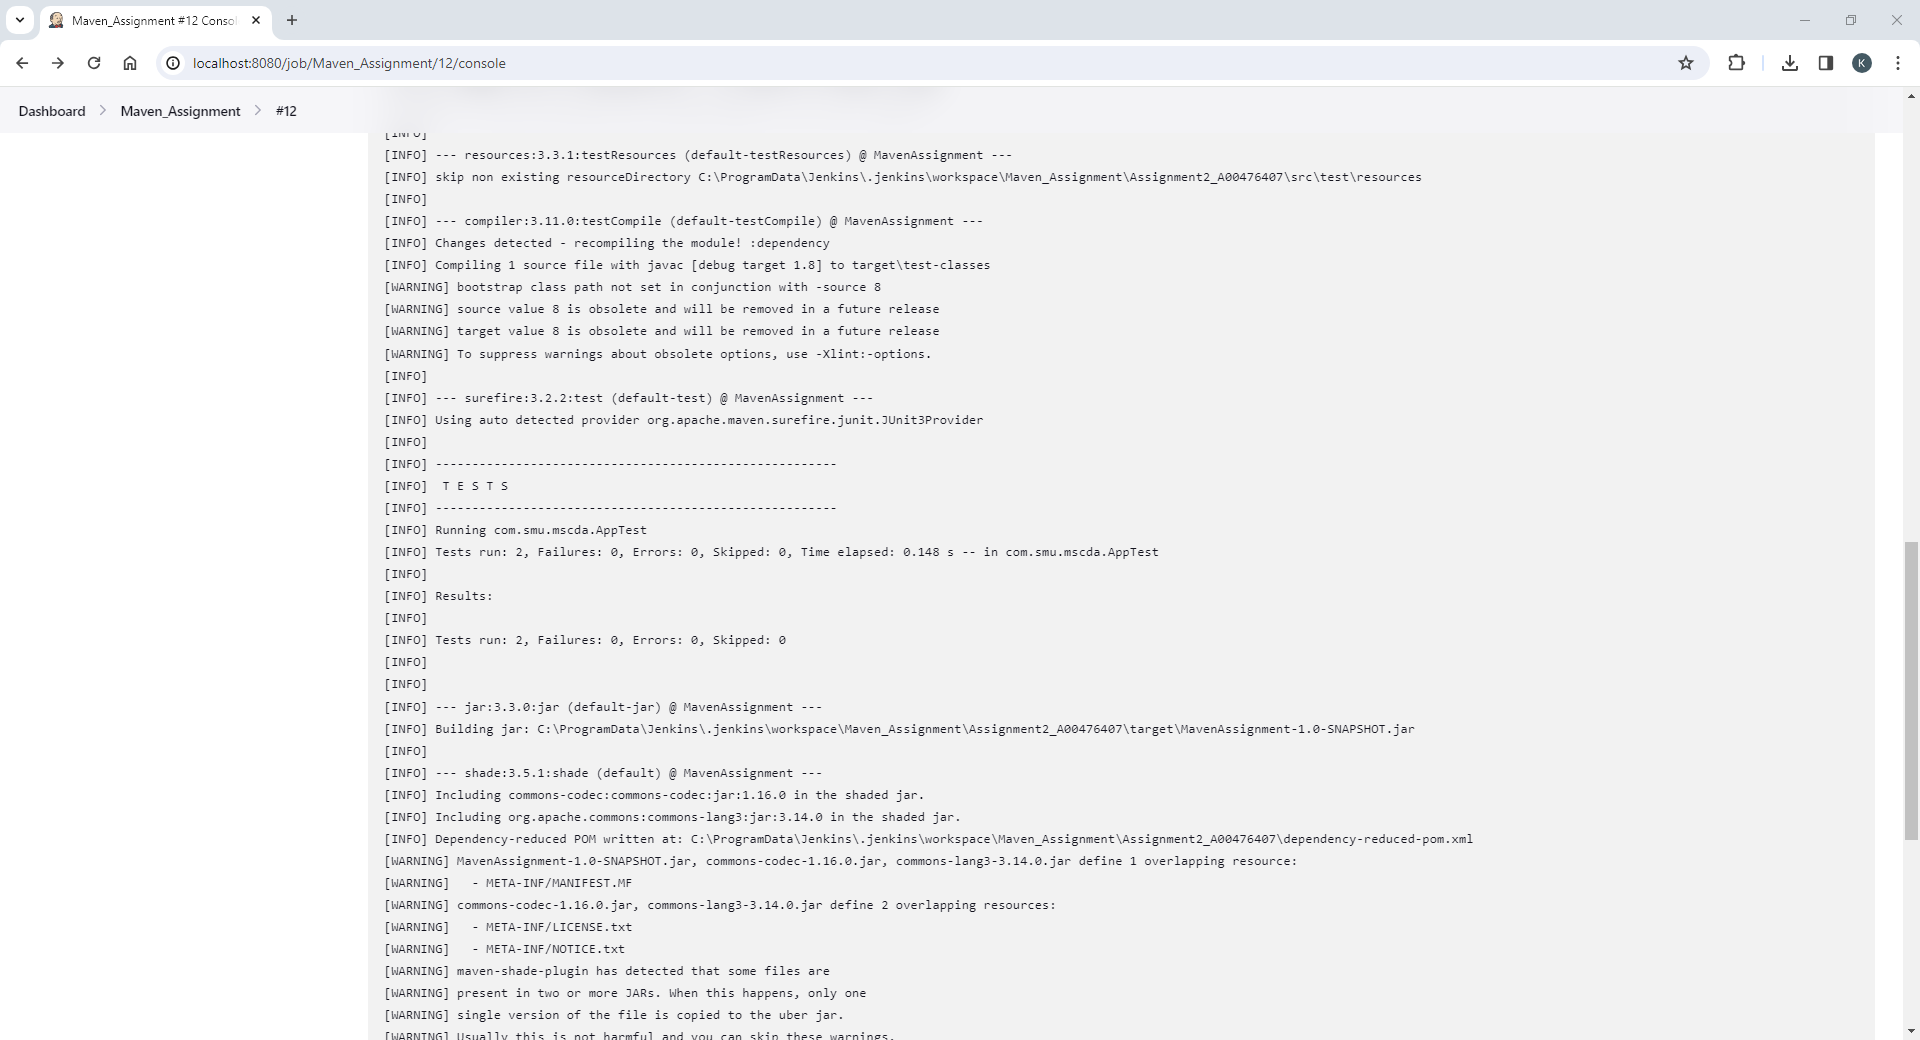 Maven_Assignment #12 Conso
localhost:8080/job/Maven_Assignment/12/console
K
Dashboard
Maven_Assignment
#12
[INFO]
[INFO] --- resources:3.3.1:testResources (default-testResources) @ MavenAssignment ---
[INFO] skip non existing resourceDirectory C:\ProgramData\Jenkins\.jenkins\workspace\Maven_Assignment\Assignment2_A00476407\src\test\resources
[INFO]
[INFO] --- compiler:3.11.0:testCompile (default-testCompile) @ MavenAssignment ---
[INFO] Changes detected - recompiling the module! :dependency
[INFO] Compiling 1 source file with javac [debug target 1.8] to target\test-classes
[WARNING] bootstrap class path not set in conjunction with -source 8
[WARNING] source value 8 is obsolete and will be removed in a future release
[WARNING] target value 8 is obsolete and will be removed in a future release
[WARNING] To suppress warnings about obsolete options, use -Xlint:-options.
[INFO]
[INFO] --- surefire:3.2.2:test (default-test) @ MavenAssignment ---
[INFO] Using auto detected provider org.apache.maven.surefire.junit.JUnit3Provider
[INFO]
[INFO] -------------------------------------------------------
[INFO]  T E S T S
[INFO] -------------------------------------------------------
[INFO] Running com.smu.mscda.AppTest
[INFO] Tests run: 2, Failures: 0, Errors: 0, Skipped: 0, Time elapsed: 0.148 s -- in com.smu.mscda.AppTest
[INFO]
[INFO] Results:
[INFO]
[INFO] Tests run: 2, Failures: 0, Errors: 0, Skipped: 0
[INFO]
[INFO]
[INFO] --- jar:3.3.0:jar (default-jar) @ MavenAssignment ---
[INFO] Building jar: C:\ProgramData\Jenkins\.jenkins\workspace\Maven_Assignment\Assignment2_A00476407\target\MavenAssignment-1.0-SNAPSHOT.jar
[INFO]
[INFO] --- shade:3.5.1:shade (default) @ MavenAssignment ---
[INFO] Including commons-codec:commons-codec:jar:1.16.0 in the shaded jar.
[INFO] Including org.apache.commons:commons-lang3:jar:3.14.0 in the shaded jar.
[INFO] Dependency-reduced POM written at: C:\ProgramData\Jenkins\.jenkins\workspace\Maven_Assignment\Assignment2_A00476407\dependency-reduced-pom.xml
[WARNING] MavenAssignment-1.0-SNAPSHOT.jar, commons-codec-1.16.0.jar, commons-lang3-3.14.0.jar define 1 overlapping resource:
[WARNING]   - META-INF/MANIFEST.MF
[WARNING] commons-codec-1.16.0.jar, commons-lang3-3.14.0.jar define 2 overlapping resources:
[WARNING]   - META-INF/LICENSE.txt
[WARNING]   - META-INF/NOTICE.txt
[WARNING] maven-shade-plugin has detected that some files are
[WARNING] present in two or more JARs. When this happens, only one
[WARNING] single version of the file is copied to the uber jar.
[WARNING] Usually this is not harmful and you can skip these warnings,